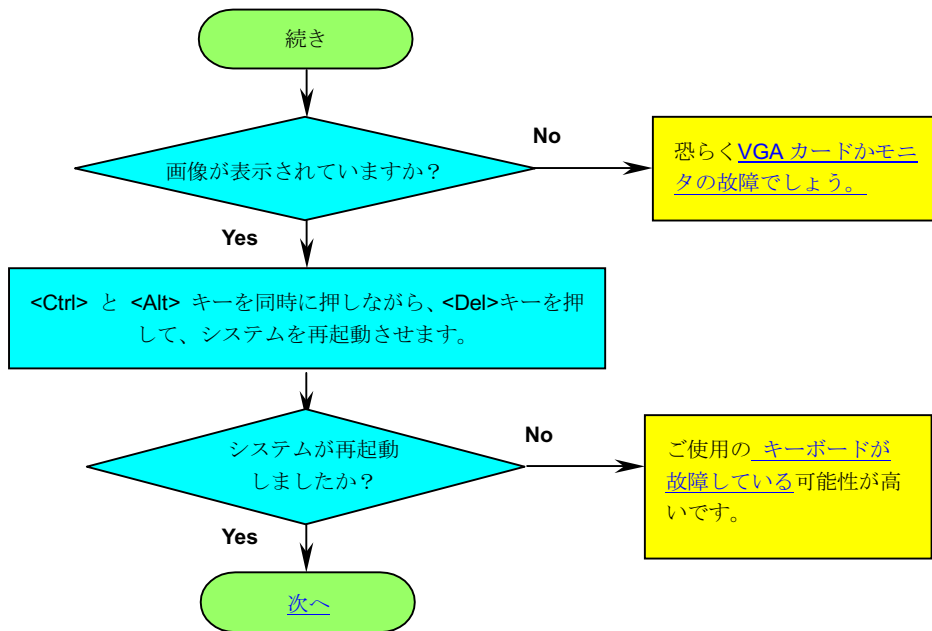 続き
画像が表示されていますか？
No
恐らくVGA カードかモニ
タの故障でしょう。
Yes
<Ctrl> と <Alt> キーを同時に押しながら、<Del>キーを押
して、システムを再起動させます。
システムが再起動
しましたか？
No
ご使用の キーボードが
故障している可能性が高
いです。
Yes
次へ